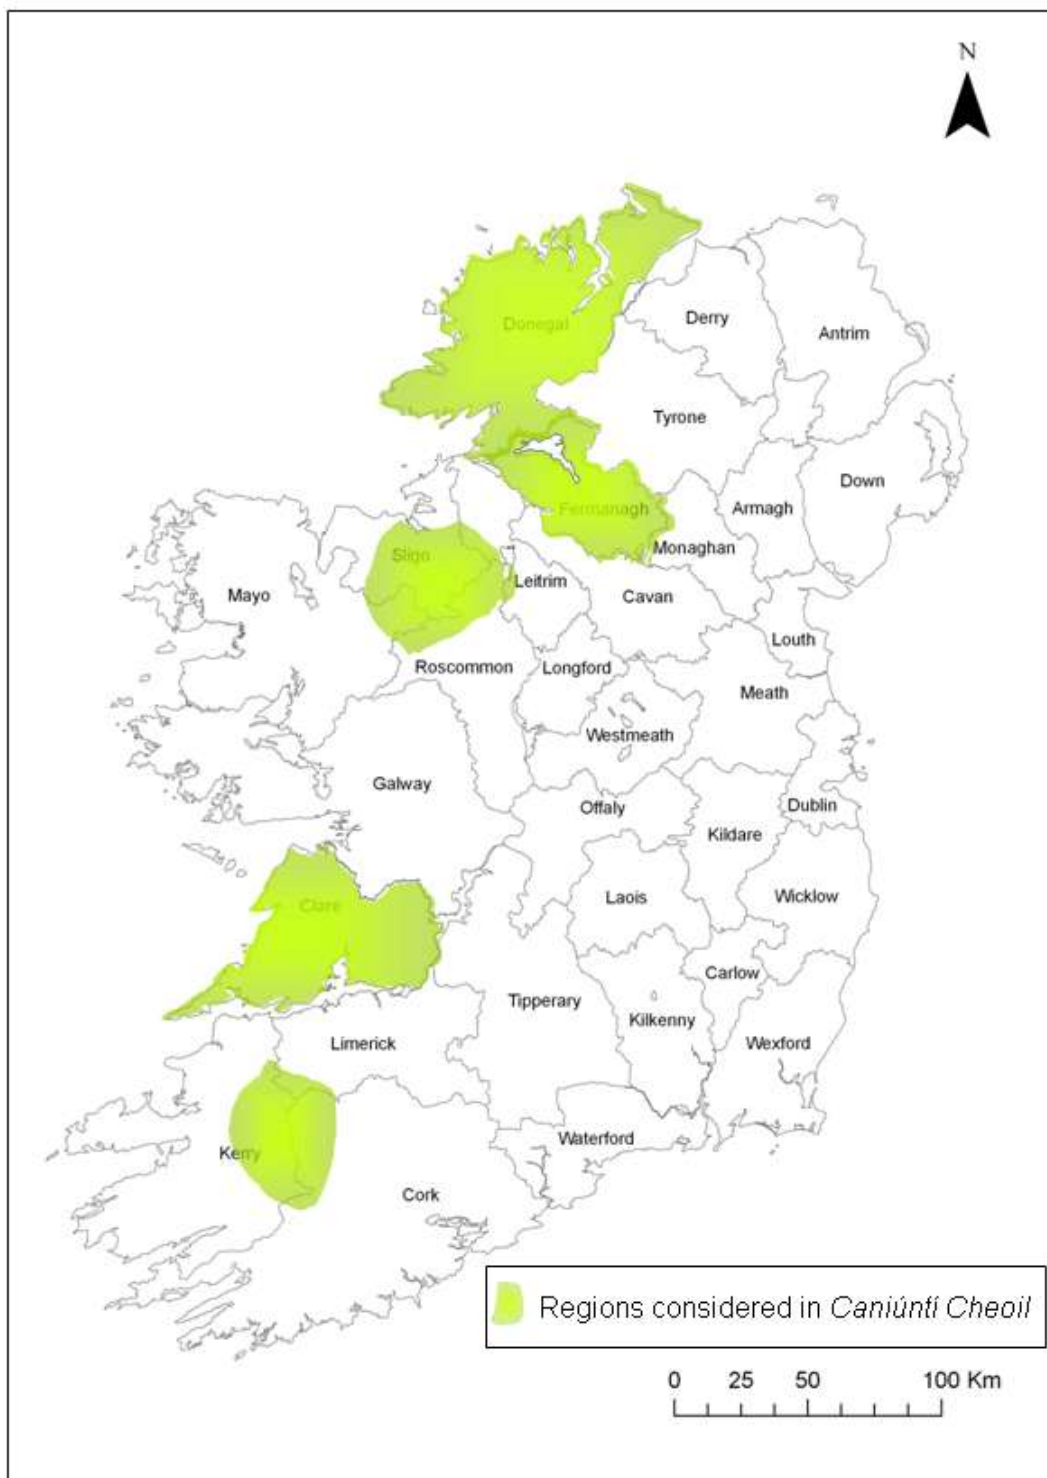 N
Donegal
Derry
Antrim
Tyrone
Down
Fermanagh
Armagh
Monaghan
Sligo
Leitrim
Mayo
Cavan
Louth
Roscommon
Longford
Meath
Westmeath
Galway
Offaly
Dublin
Kildare
Laois
Wicklow
Clare
Carlow
Tipperary
Kilkenny
Limerick
Wexford
Waterford
Kerry
Cork
Regions considered in Caniúntí Cheoil
0 25 50 100 Km